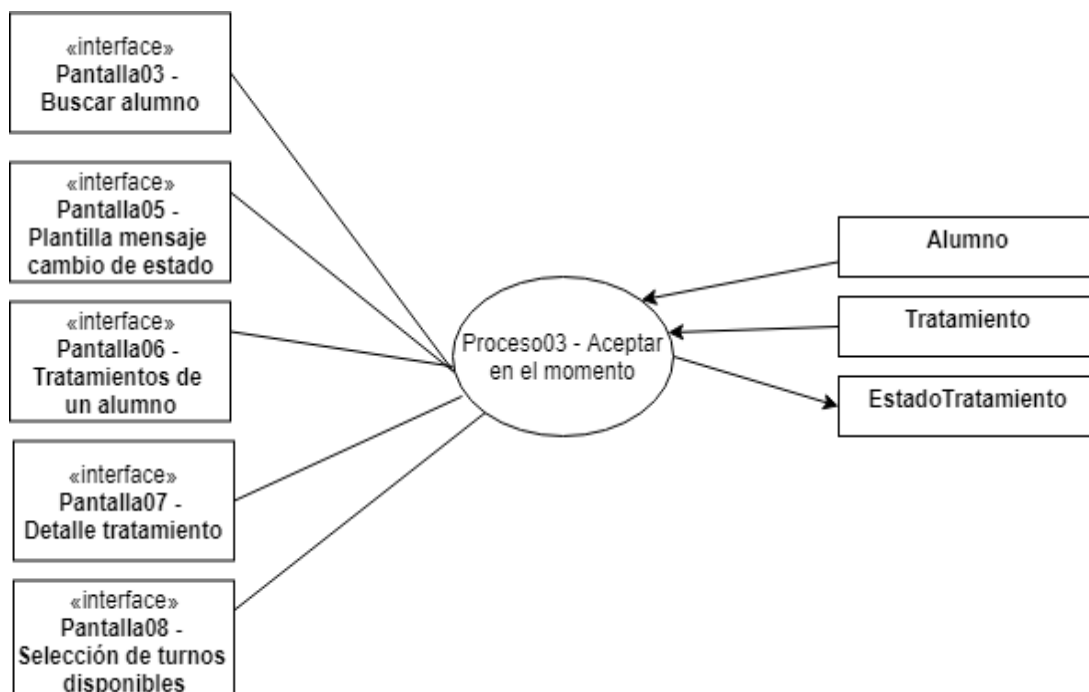 «interface»
Pantalla03 -
Buscar alumno
«interface»
Pantalla05 -
Plantilla mensaje
cambio de estado
«interface»
Pantalla06 -
Tratamientos de
un alumno
«interface»
Pantalla07 -
Detalle tratamiento
«interface»
Pantalla08 -
Selección de turnos
disponibles
Proceso03 - Aceptar
en el momento
Alumno
Tratamiento
EstadoTratamiento